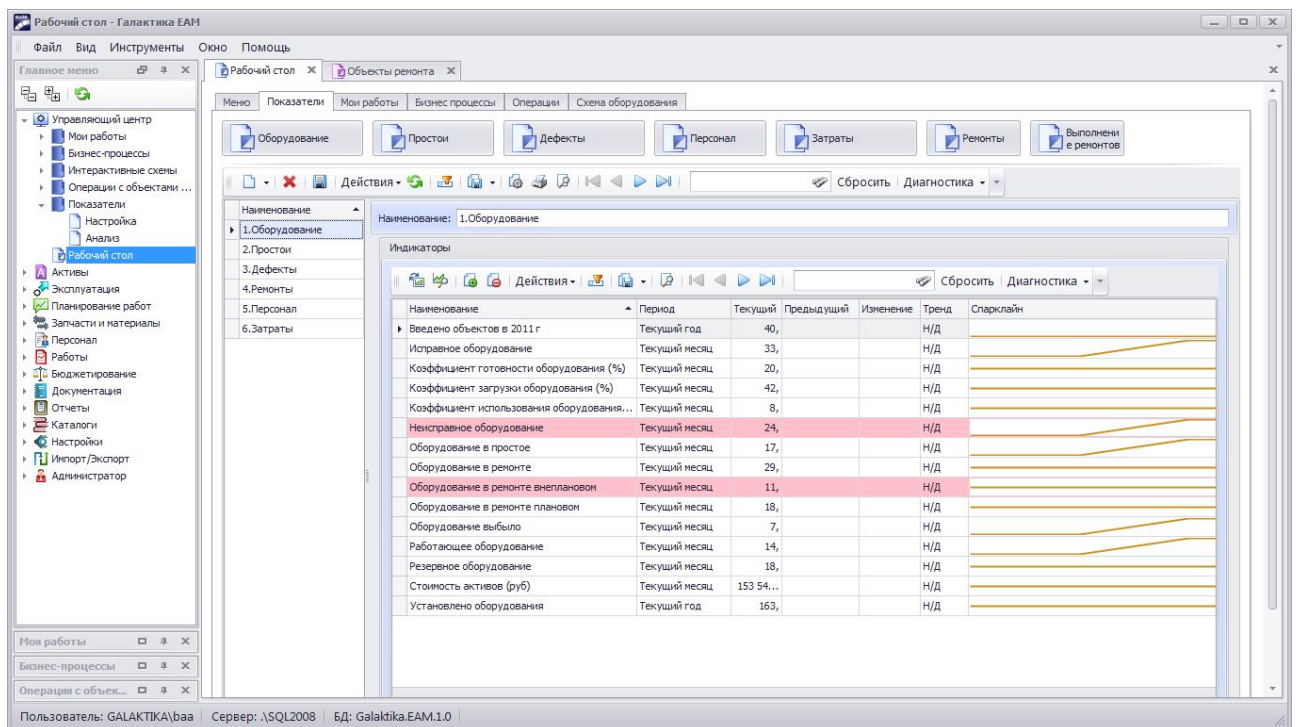 Рабочий стол - Галактика EAM
Файл Вид Инструменты Окно Помощь
Главное меню
Рабочий стол
Объекты ремонта
Управляющий центр
Мои работы
Бизнес-процессы
Интерактивные схемы
Операции с объектами ...
Показатели
Настройка
Анализ
Рабочий стол
Активы
Эксплуатация
Планирование работ
Запчасти и материалы
Персонал
Работы
Бюджетирование
Документация
Отчеты
Каталоги
Настройки
Импорт/Экспорт
Администратор
Мои работы
Бизнес-процессы
Операции с объек...
Меню Показатели Мои работы Бизнес процессы Операции Схема оборудования
Оборудование Простои Дефекты Персонал Затраты Ремонты Выполнени
е ремонтов
Действия Сбросить Диагностика
Наименование
1.Оборудование
2.Простои
3.Дефекты
4.Ремонты
5.Персонал
6.Затраты
Наименование: 1.Оборудование
Индикаторы
Действия Сбросить Диагностика
Наименование Период Текущий Предыдущий Изменение Тренд Спарклайн
Введено объектов в 2011 г Текущий год 40, Н/Д
Исправное оборудование Текущий месяц 33, Н/Д
Коэффициент готовности оборудования (%) Текущий месяц 20, Н/Д
Коэффициент загрузки оборудования (%) Текущий месяц 42, Н/Д
Коэффициент использования оборудования... Текущий месяц 8, Н/Д
Неисправное оборудование Текущий месяц 24, Н/Д
Оборудование в простое Текущий месяц 17, Н/Д
Оборудование в ремонте Текущий месяц 29, Н/Д
Оборудование в ремонте внеплановом Текущий месяц 11, Н/Д
Оборудование в ремонте плановом Текущий месяц 18, Н/Д
Оборудование выбыло Текущий месяц 7, Н/Д
Работающее оборудование Текущий месяц 14, Н/Д
Резервное оборудование Текущий месяц 18, Н/Д
Стоимость активов (руб) Текущий месяц 153 54... Н/Д
Установлено оборудования Текущий год 163, Н/Д
Пользователь: GALAKTIKA\baa Сервер: .\SQL2008 БД: Galaktika.EAM.1.0